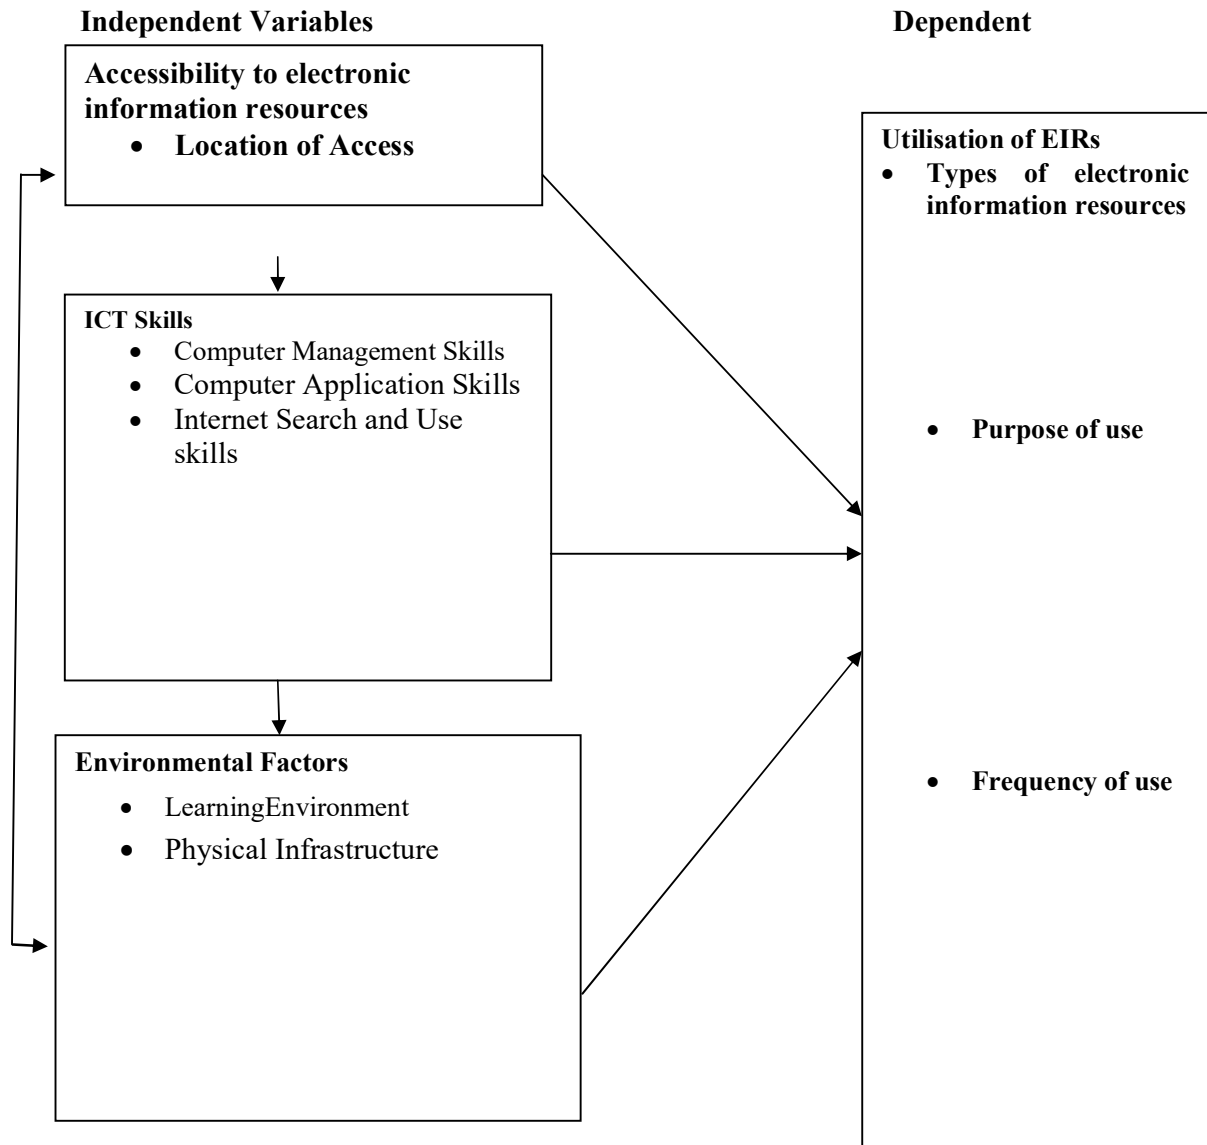 Independent Variables
Dependent
Accessibility to electronic
information resources
• Location of Access
ICT Skills
• Computer Management Skills
• Computer Application Skills
• Internet Search and Use
skills
Environmental Factors
• LearningEnvironment
• Physical Infrastructure
Utilisation of EIRs
• Types of electronic
information resources
• Purpose of use
• Frequency of use